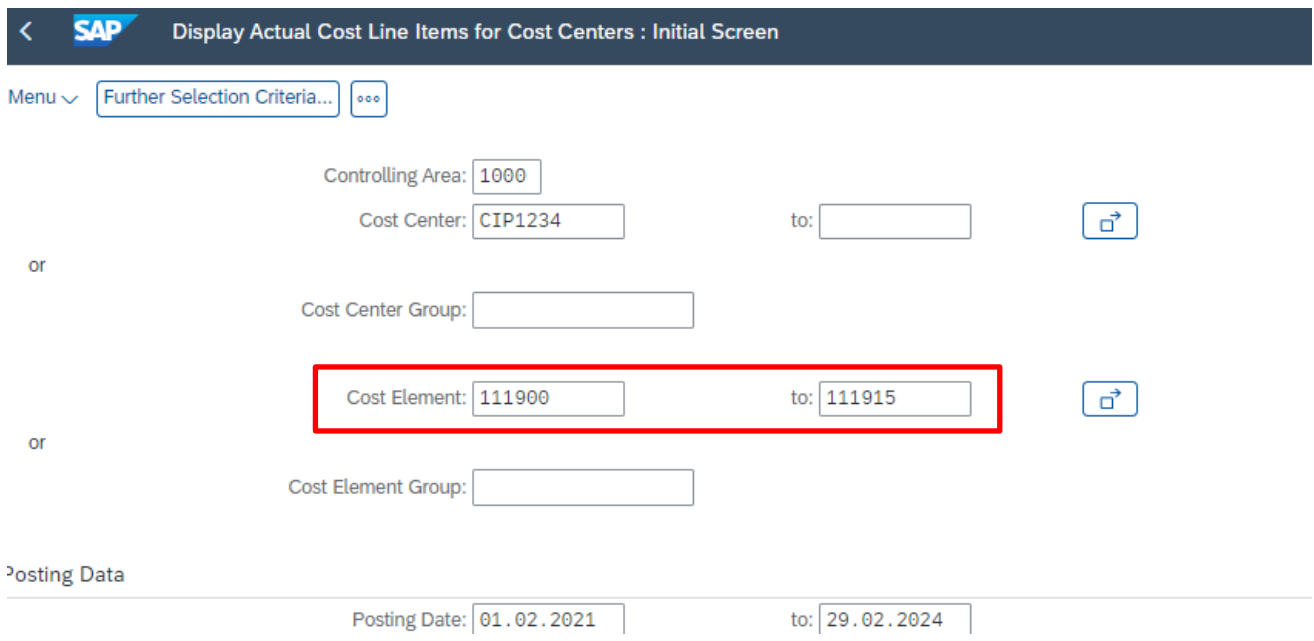 SAP Display Actual Cost Line Items for Cost Centers : Initial Screen
Menu Further Selection Criteria...
Controlling Area: 1000
Cost Center: CIP1234 to:
or
Cost Center Group:
Cost Element: 111900 to: 111915
or
Cost Element Group:
Posting Data
Posting Date: 01.02.2021 to: 29.02.2024